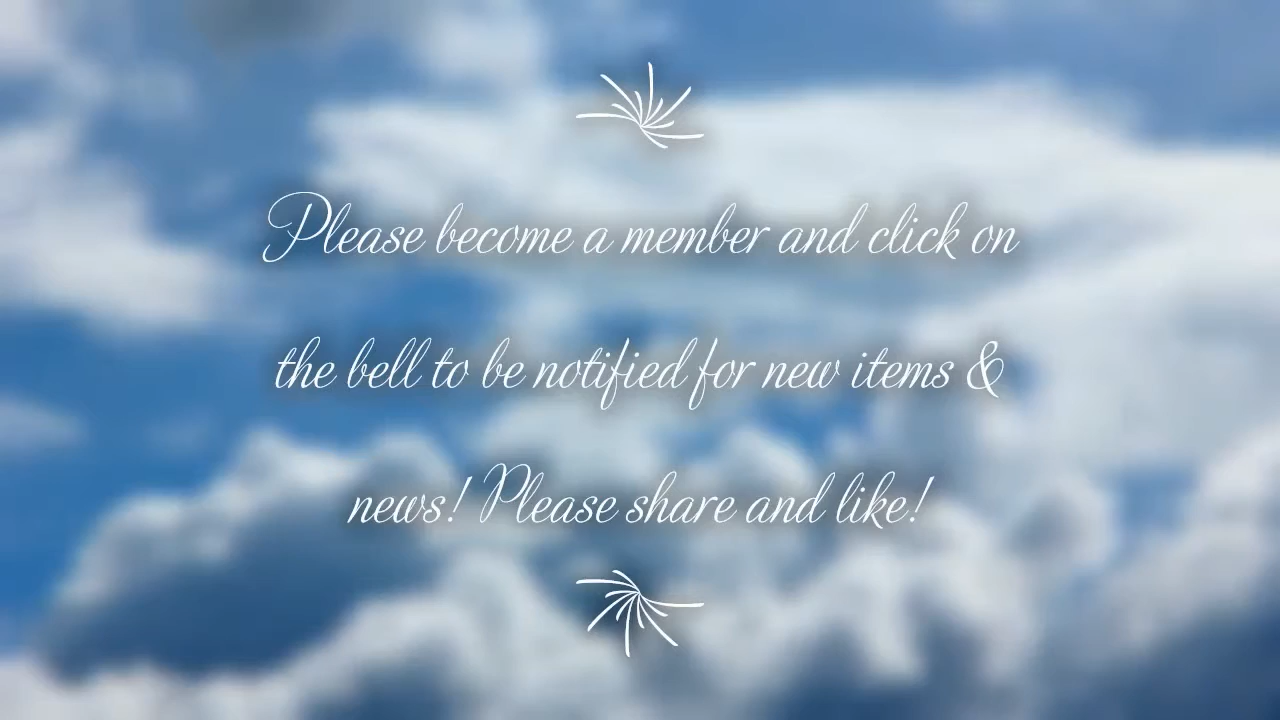 Please become a member and click on
the bell to be notified for new items &
news! Please share and like!